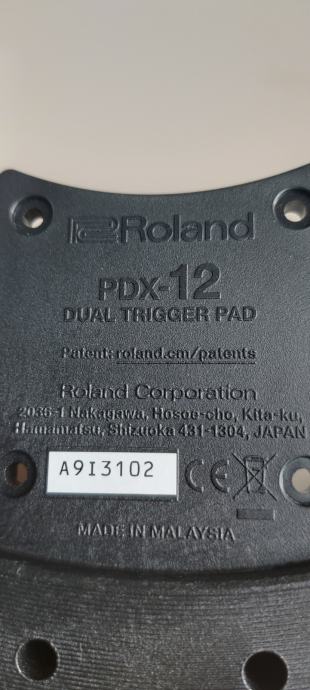 Roland
PDX-12
DUAL TRIGGER PAD
Patent: roland.cm/patents
Roland Corporation
2036-1 Nakagawa, Hosoe-cho, Kita-ku,
Hamamatsu, Shizuoka 431-1304, JAPAN
A9I3102 CE
MADE IN MALAYSIA